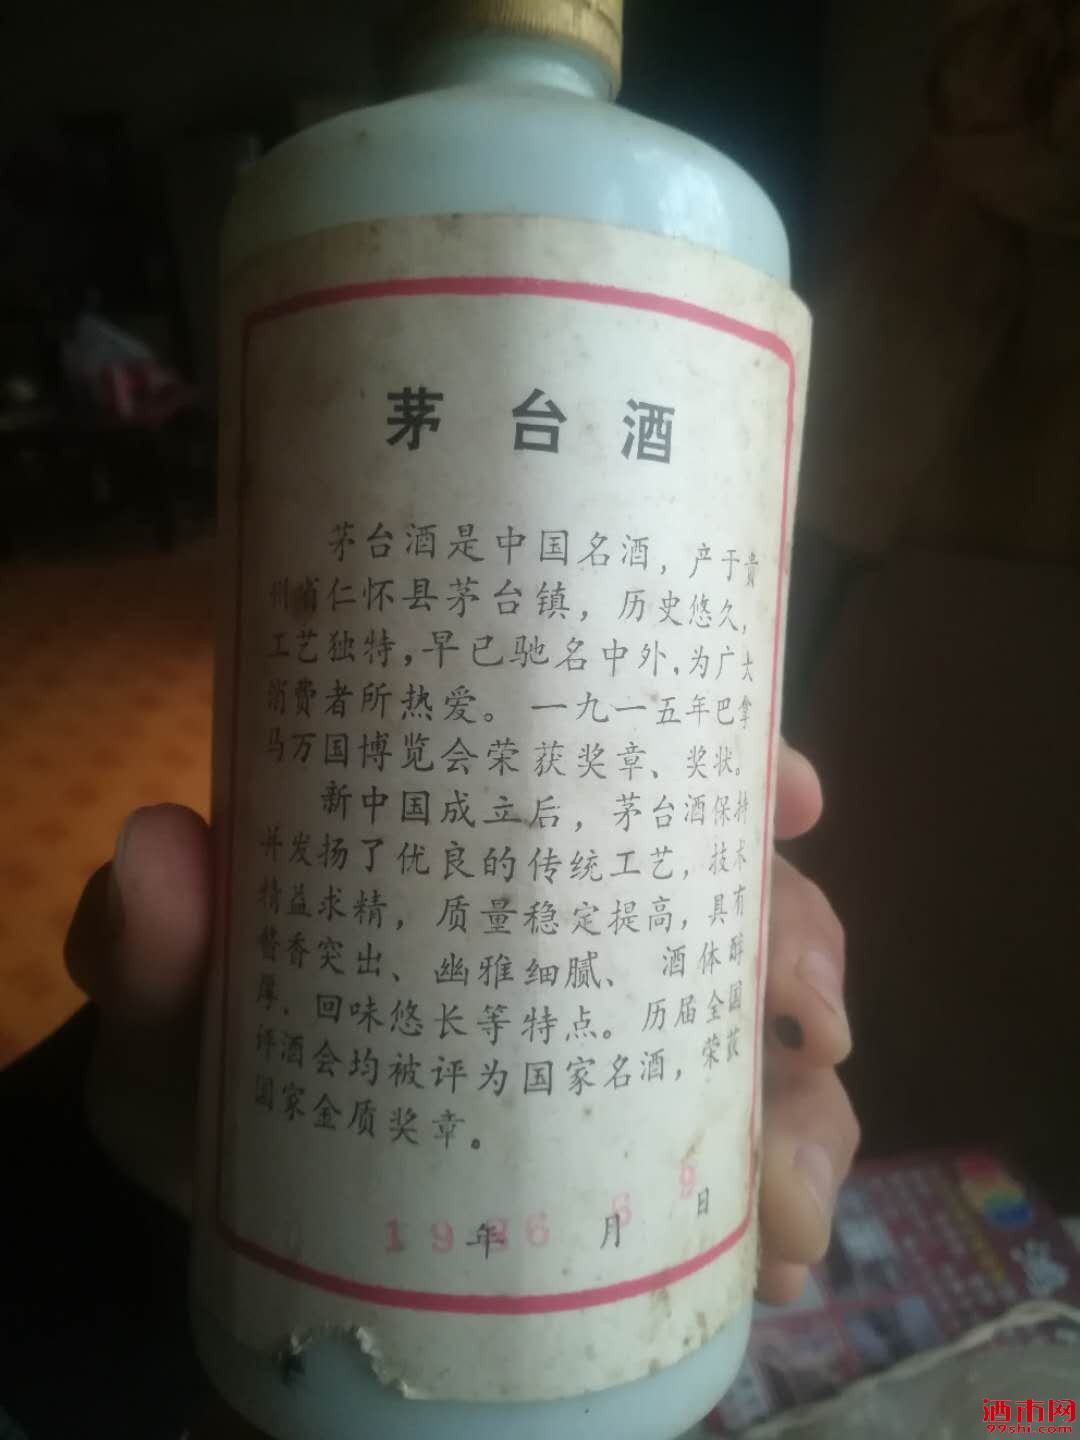 茅台酒
茅台酒是中国名酒，产于贵
州省仁怀县茅台镇，历史悠久，
工艺独特，早已驰名中外，为广大
消费者所热爱。一九一五年巴拿
马万国博览会荣获奖章、奖状。
新中国成立后，茅台酒保持
并发扬了优良的传统工艺，技术
精益求精，质量稳定提高，具有
酱香突出、幽雅细腻、酒体醇
厚、回味悠长等特点。历届全国
评酒会均被评为国家名酒，荣获
国家金质奖章。
1986年 6月 日
酒市网
99shi.com